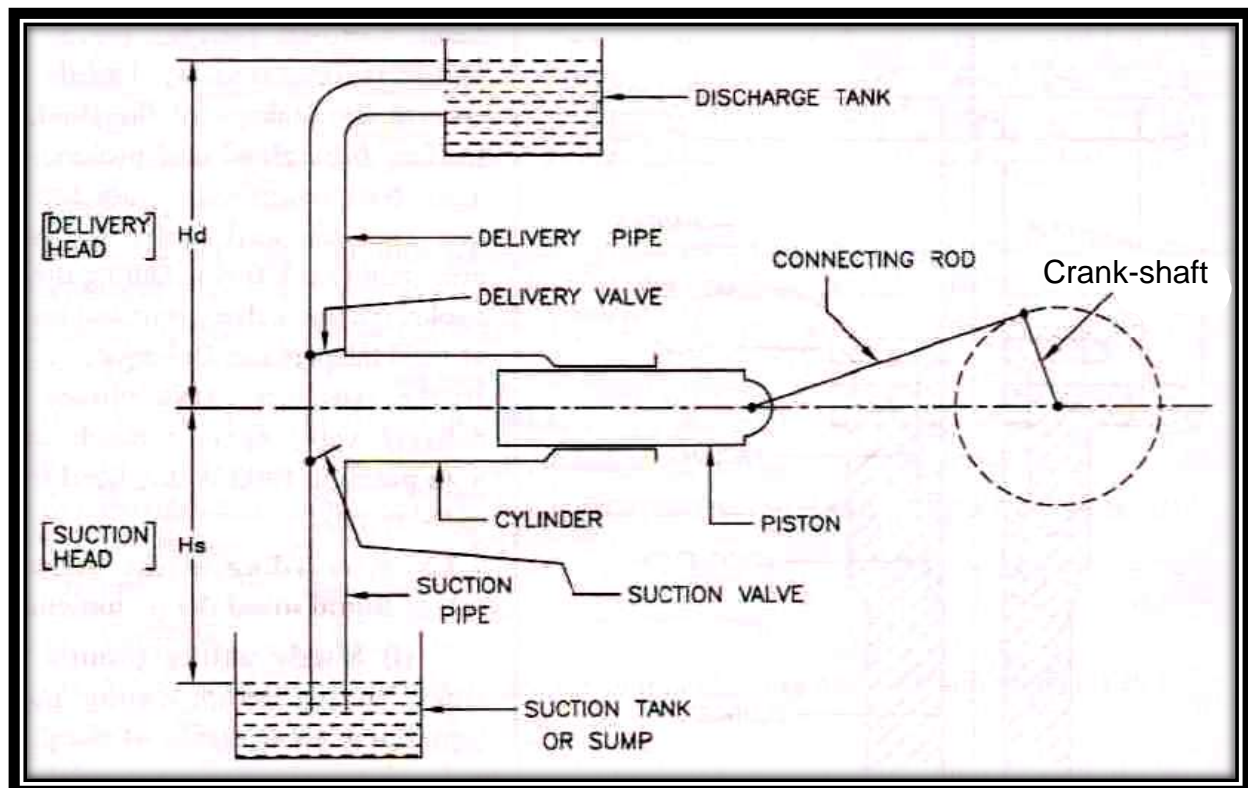 DISCHARGE TANK
[DELIVERY
HEAD]
Hd
DELIVERY PIPE
DELIVERY VALVE
CONNECTING ROD
Crank-shaft
CYLINDER
PISTON
[SUCTION
HEAD]
Hs
SUCTION
PIPE
SUCTION VALVE
SUCTION TANK
OR SUMP